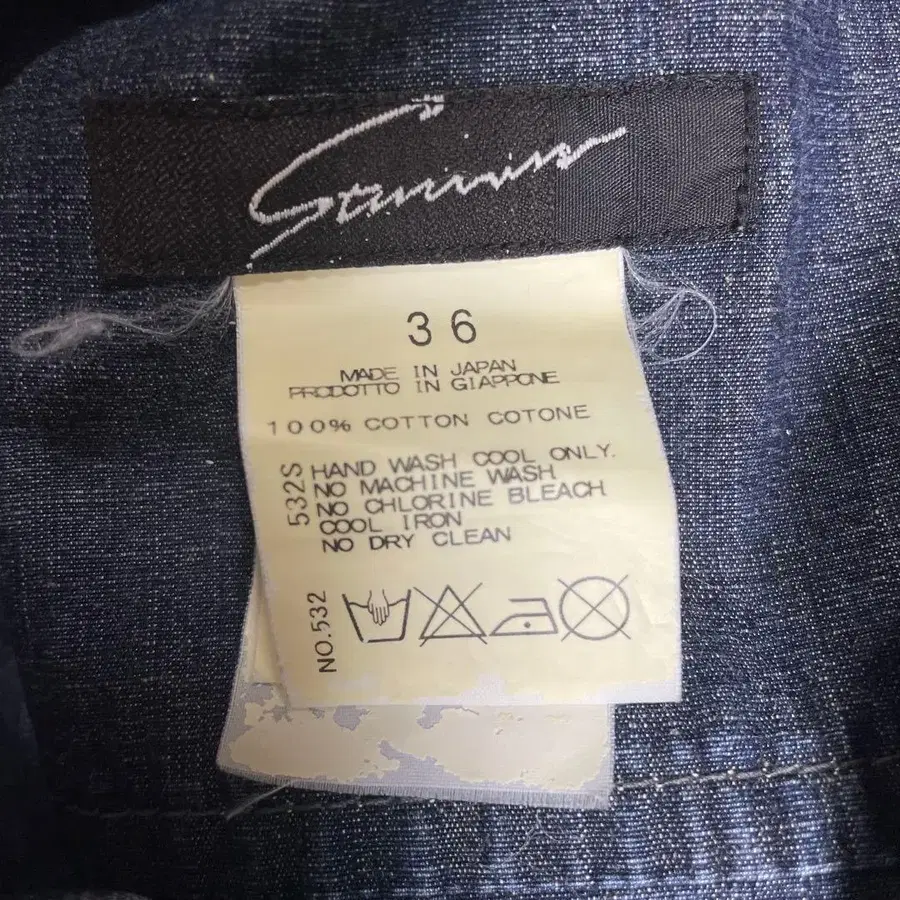 36
MADE IN JAPAN
PRODOTTO IN GIAPPONE
100% COTTON COTONE
532S
HAND WASH COOL ONLY.
NO MACHINE WASH
NO CHLORINE BLEACH
COOL IRON
NO DRY CLEAN
NO.532